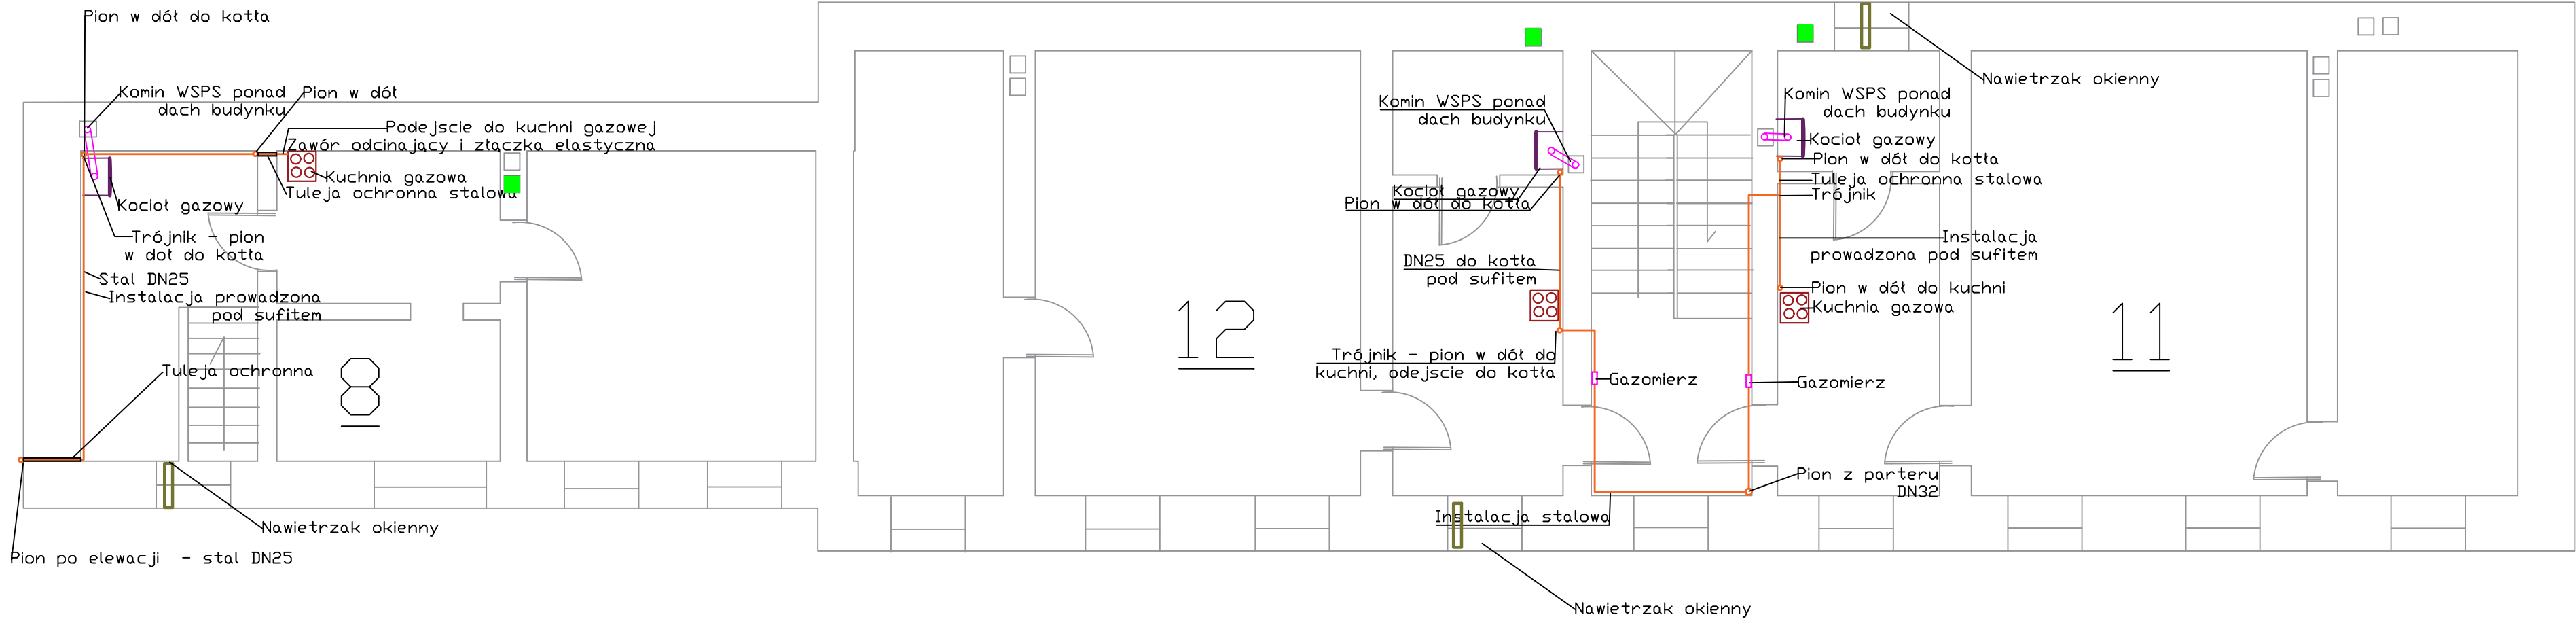 Pion w dół do kotła
Komin WSPS ponad
dach budynku
Pion w dół
Podejscie do kuchni gazowej
Zawór odcinający i złączka elastyczna
Kuchnia gazowa
Tuleja ochronna stalowa
Kocioł gazowy
Trójnik - pion
w doł do kotła
Stal DN25
Instalacja prowadzona
pod sufitem
Tuleja ochronna
8
Nawietrzak okienny
Pion po elewacji - stal DN25
12
Komin WSPS ponad
dach budynku
Kocioł gazowy
Pion w dół do kotła
DN25 do kotła
pod sufitem
Trójnik - pion w dół do
kuchni, odejscie do kotła
Gazomierz
Instalacja stalowa
Nawietrzak okienny
Nawietrzak okienny
Komin WSPS ponad
dach budynku
Kocioł gazowy
Pion w dół do kotła
Tuleja ochronna stalowa
Trójnik
Instalacja
prowadzona pod sufitem
Pion w dół do kuchni
Kuchnia gazowa
Gazomierz
Pion z parteru
DN32
11